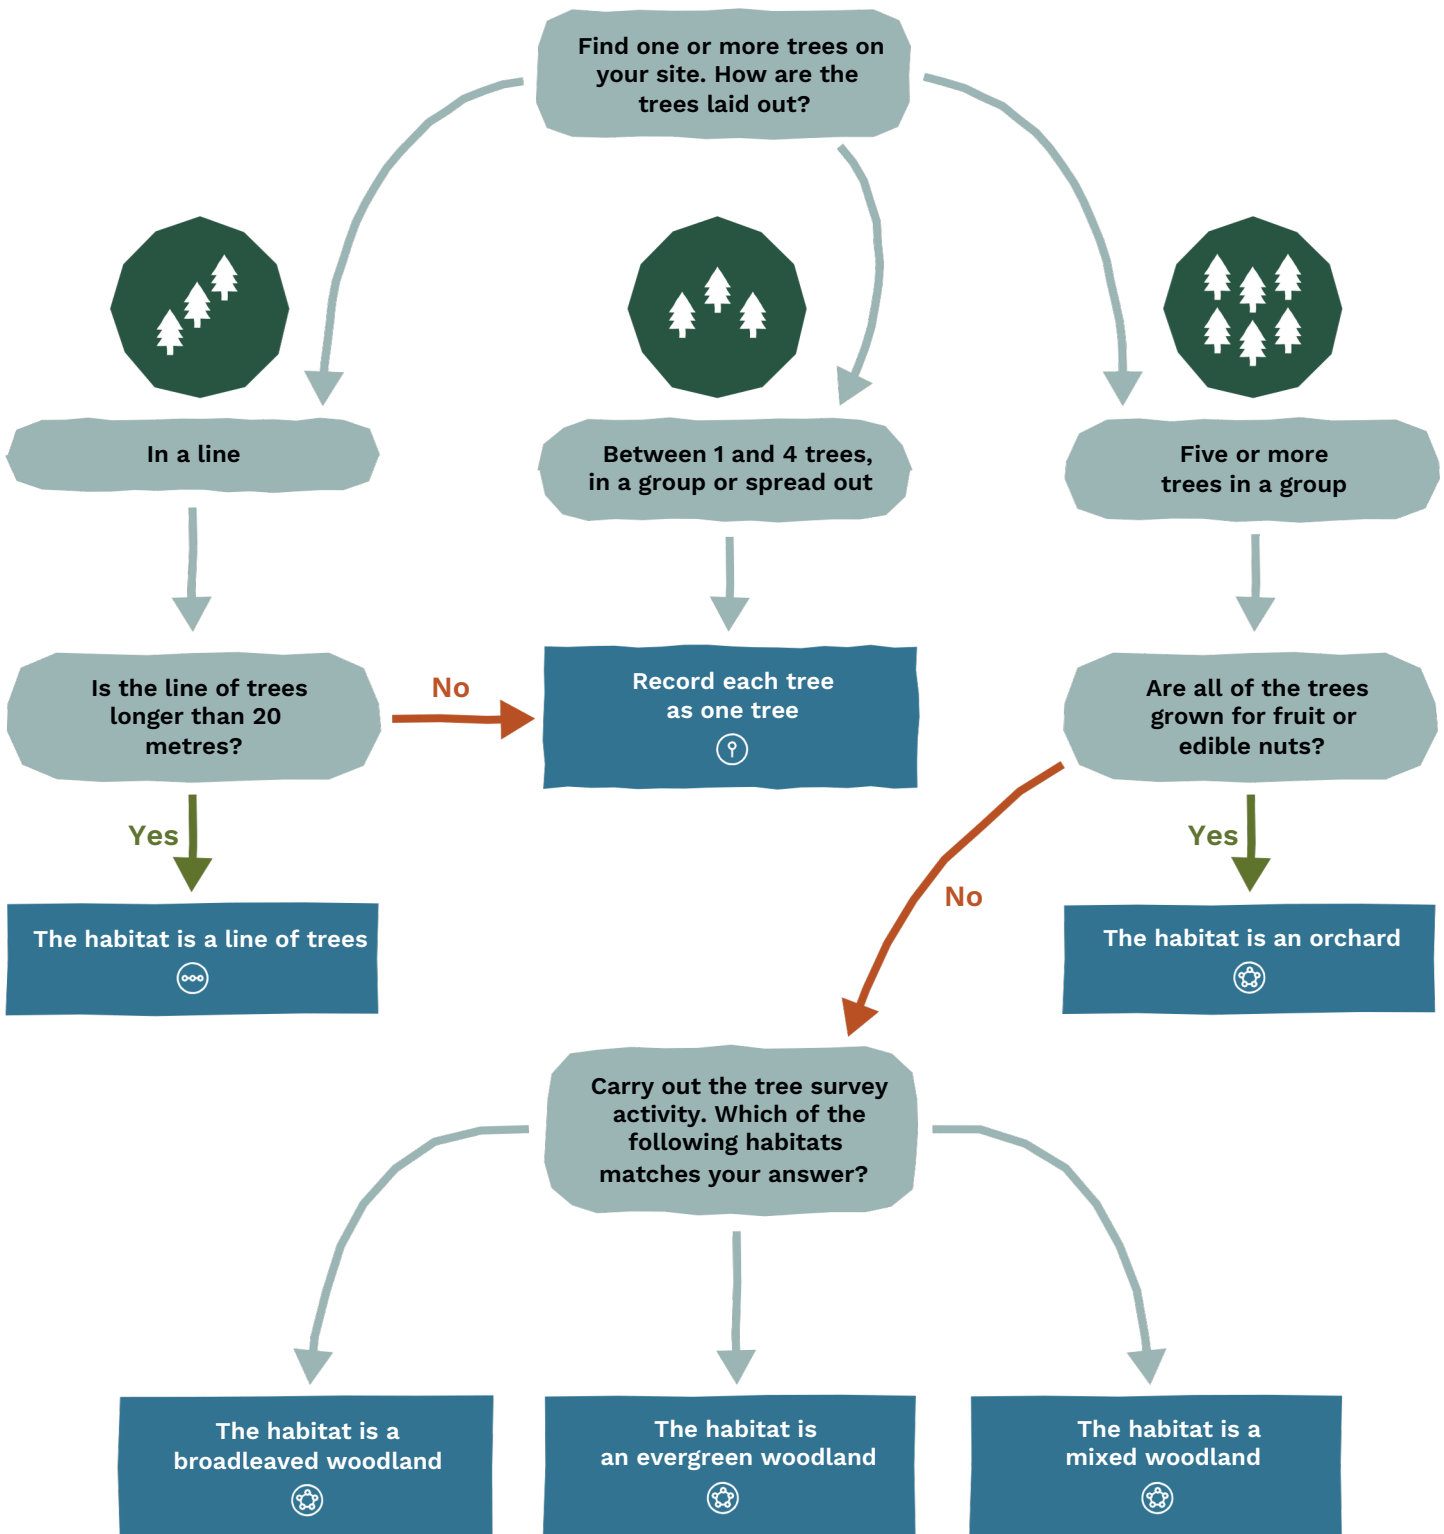 Find one or more trees on
your site. How are the
trees laid out?
In a line
Between 1 and 4 trees,
in a group or spread out
Five or more
trees in a group
Is the line of trees
longer than 20
metres?
No
Record each tree
as one tree
Are all of the trees
grown for fruit or
edible nuts?
Yes
Yes
No
The habitat is a line of trees
The habitat is an orchard
Carry out the tree survey
activity. Which of the
following habitats
matches your answer?
The habitat is a
broadleaved woodland
The habitat is
an evergreen woodland
The habitat is a
mixed woodland